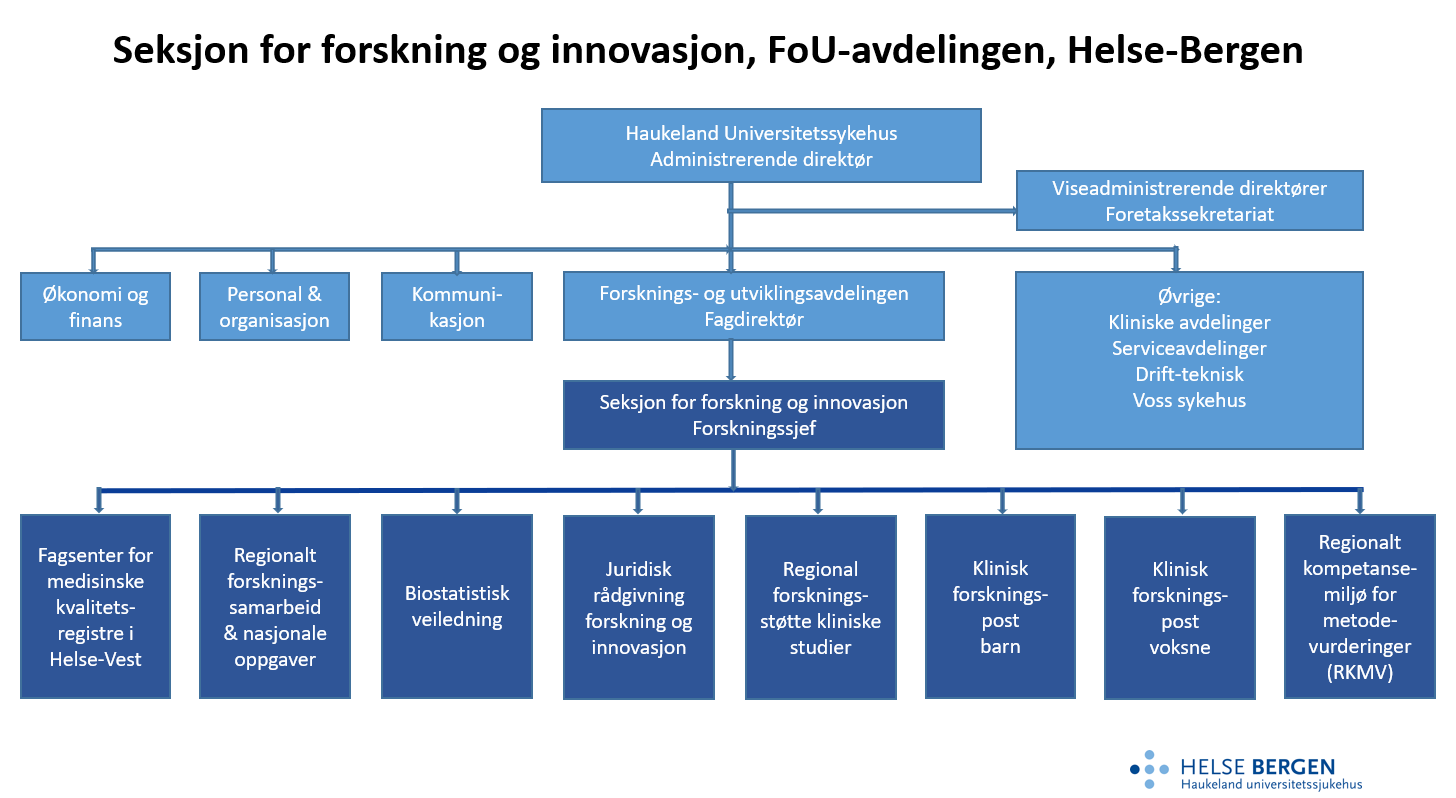 Seksjon for forskning og innovasjon, FoU-avdelingen, Helse-Bergen
Haukeland Universitetssykehus
Administrerende direktør
Viseadministrerende direktører
Foretakssekretariat
Økonomi og
finans
Personal &
organisasjon
Kommuni-
kasjon
Forsknings- og utviklingsavdelingen
Fagdirektør
Øvrige:
Kliniske avdelinger
Serviceavdelinger
Drift-teknisk
Voss sykehus
Seksjon for forskning og innovasjon
Forskningssjef
Fagsenter for
medisinske
kvalitets-
registre i
Helse-Vest
Regionalt
forsknings-
samarbeid
& nasjonale
oppgaver
Biostatistisk
veiledning
Juridisk
rådgivning
forskning og
innovasjon
Regional
forsknings-
støtte kliniske
studier
Klinisk
forsknings-
post
barn
Klinisk
forsknings-
post
voksne
Regionalt
kompetanse-
miljø for
metode-
vurderinger
(RKMV)
HELSE BERGEN
Haukeland universitetssjukehus